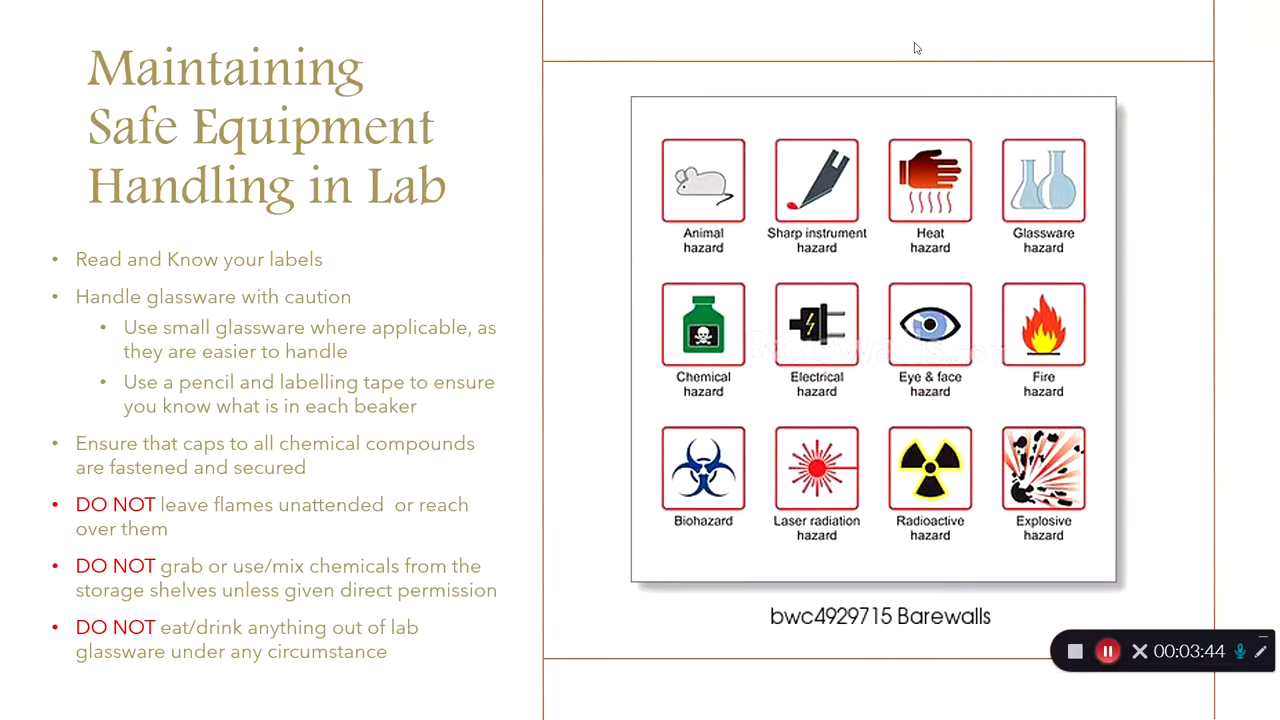 Maintaining
Safe Equipment
Handling in Lab
• Read and Know your labels
• Handle glassware with caution
• Use small glassware where applicable, as
they are easier to handle
• Use a pencil and labelling tape to ensure
you know what is in each beaker
• Ensure that caps to all chemical compounds
are fastened and secured
• DO NOT leave flames unattended or reach
over them
• DO NOT grab or use/mix chemicals from the
storage shelves unless given direct permission
• DO NOT eat/drink anything out of lab
glassware under any circumstance
Animal
hazard
Sharp instrument
hazard
Heat
hazard
Glassware
hazard
Chemical
hazard
Electrical
hazard
Eye & face
hazard
Fire
hazard
Biohazard
Laser radiation
hazard
Radioactive
hazard
Explosive
hazard
bwc4929715 Barewalls
00:03:44